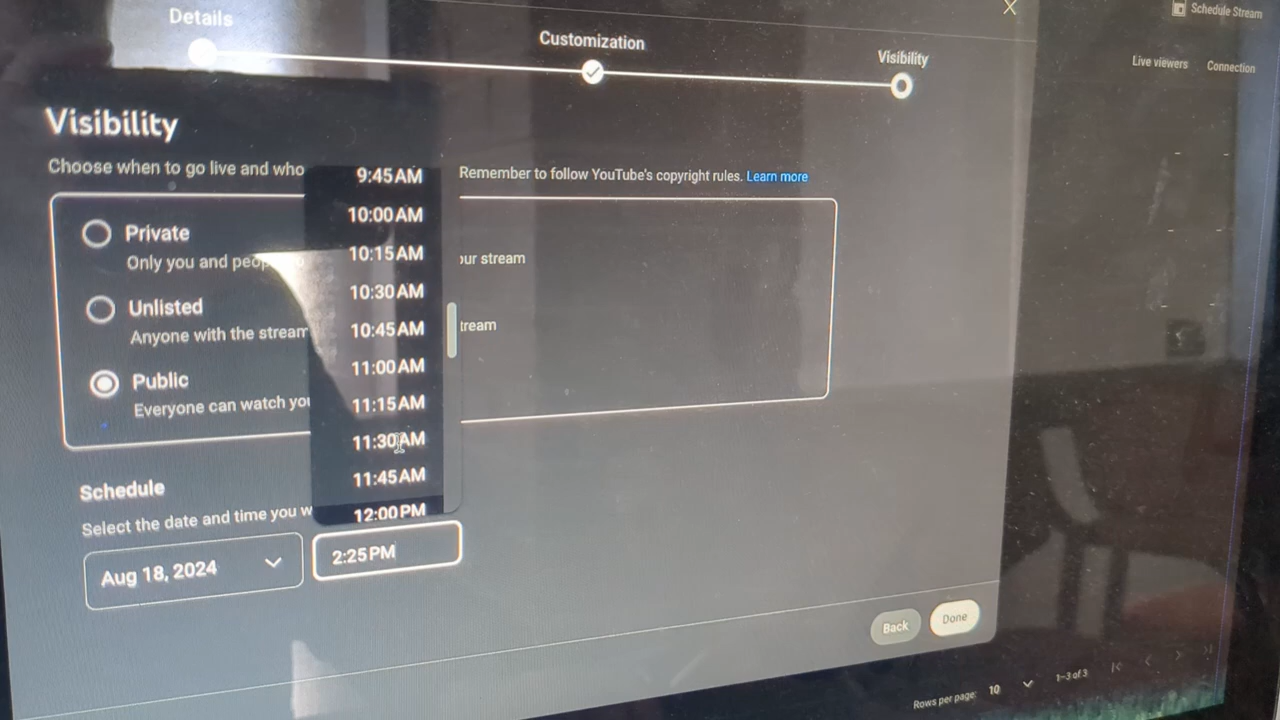 Details
Customization
Visibility
Schedule Stream
Live viewers
Connection
Visibility
Choose when to go live and who
Remember to follow YouTube's copyright rules. Learn more
Private
Only you and peop
our stream
Unlisted
Anyone with the stream
tream
Public
Everyone can watch you
9:45 AM
10:00 AM
10:15 AM
10:30 AM
10:45 AM
11:00 AM
11:15 AM
11:30 AM
11:45 AM
12:00 PM
Schedule
Select the date and time you w
Aug 18, 2024
2:25 PM
Back
Done
Rows per page: 10
1-3 of 3